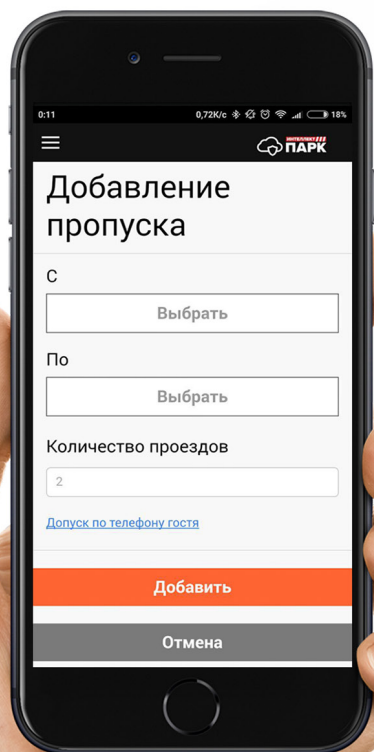 0:11 0,72К/с 18%
ИНТЕЛЛЕКТ
ПАРК
Добавление
пропуска
С
Выбрать
По
Выбрать
Количество проездов
2
Допуск по телефону гостя
Добавить
Отмена